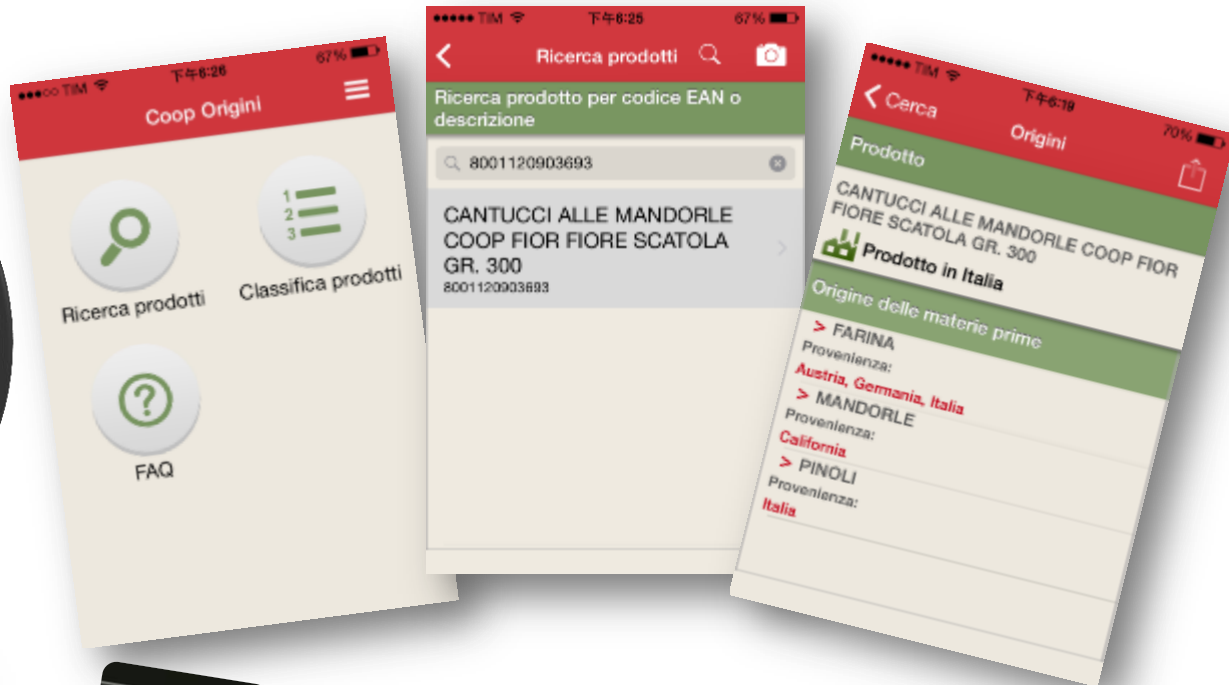 TIM 下午6:26 67%
Coop Origini
1
2
3
Ricerca prodotti
Classifica prodotti
FAQ
TIM 下午6:25 67%
Ricerca prodotti
Ricerca prodotto per codice EAN o
descrizione
8001120903693
CANTUCCI ALLE MANDORLE
COOP FIOR FIORE SCATOLA
GR. 300
8001120903693
TIM 下午6:19 70%
Cerca
Origini
Prodotto
CANTUCCI ALLE MANDORLE COOP FIOR
FIORE SCATOLA GR. 300
Prodotto in Italia
Origine delle materie prime
> FARINA
Provenienza:
Austria, Germania, Italia
> MANDORLE
Provenienza:
California
> PINOLI
Provenienza:
Italia